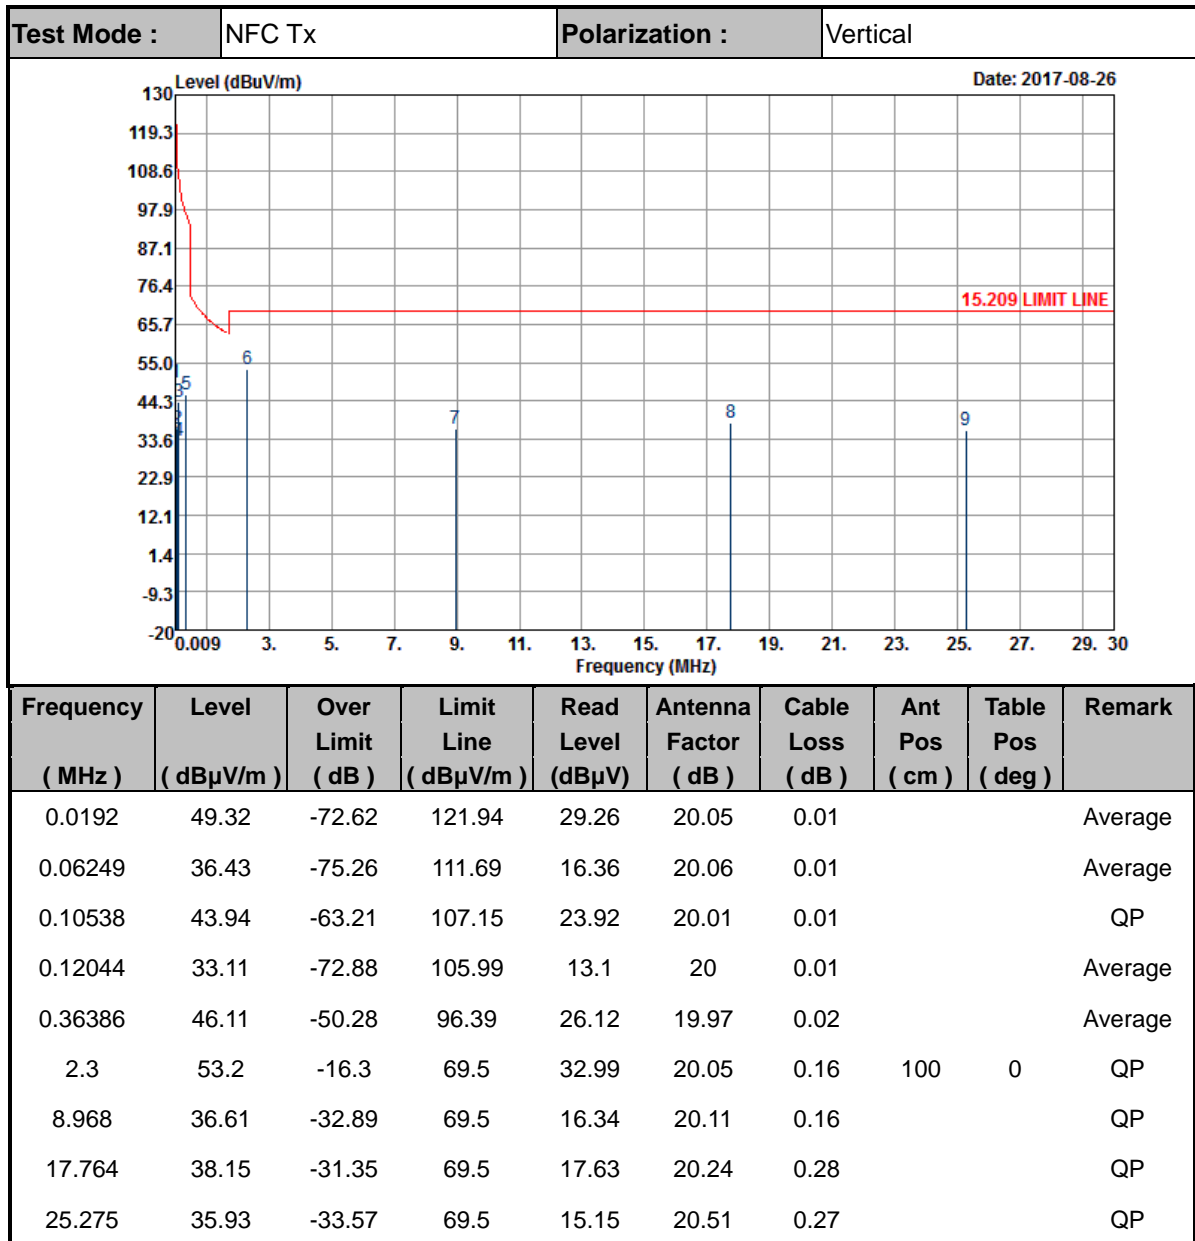 Test Mode : NFC Tx Polarization : Vertical
Level (dBuV/m) Date: 2017-08-26
130
119.3
108.6
97.9
87.1
76.4
15.209 LIMIT LINE
65.7
55.0
44.3
33.6
22.9
12.1
1.4
-9.3
-20
1 3 5 6 7 8 9
2 4
0.009 3. 5. 7. 9. 11. 13. 15. 17. 19. 21. 23. 25. 27. 29. 30
Frequency (MHz)
Frequency Level Over Limit Read Antenna Cable Ant Table Remark
Limit Line Level Factor Loss Pos Pos
( MHz ) ( dBμV/m ) ( dB ) ( dBμV/m ) (dBμV) ( dB ) ( dB ) ( cm ) ( deg )
0.0192 49.32 -72.62 121.94 29.26 20.05 0.01 Average
0.06249 36.43 -75.26 111.69 16.36 20.06 0.01 Average
0.10538 43.94 -63.21 107.15 23.92 20.01 0.01 QP
0.12044 33.11 -72.88 105.99 13.1 20 0.01 Average
0.36386 46.11 -50.28 96.39 26.12 19.97 0.02 Average
2.3 53.2 -16.3 69.5 32.99 20.05 0.16 100 0 QP
8.968 36.61 -32.89 69.5 16.34 20.11 0.16 QP
17.764 38.15 -31.35 69.5 17.63 20.24 0.28 QP
25.275 35.93 -33.57 69.5 15.15 20.51 0.27 QP